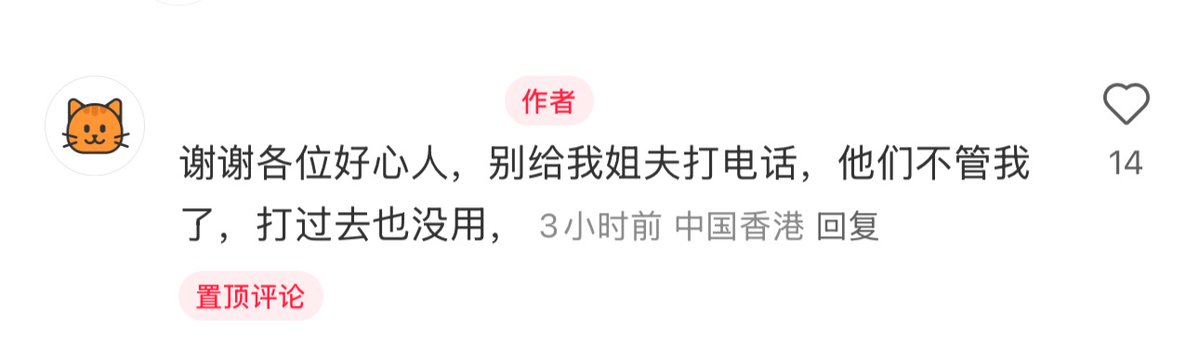 作者
谢谢各位好心人，别给我姐夫打电话，他们不管我
了，打过去也没用， 3小时前 中国香港 回复
14
置顶评论